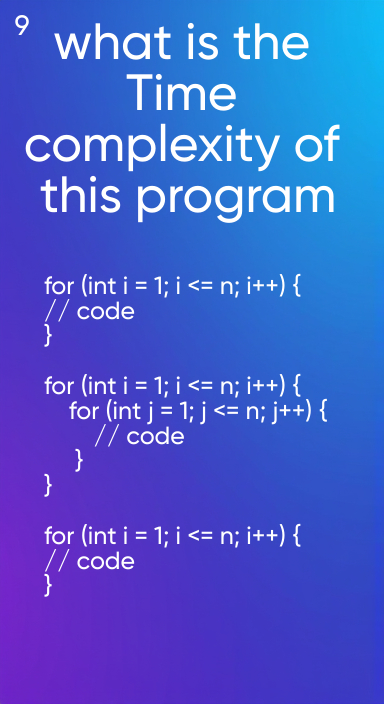 9
what is the
Time
complexity of
this program
for (int i = 1; i <= n; i++) {
// code
}
for (int i = 1; i <= n; i++) {
for (int j = 1; j <= n; j++) {
// code
}
}
for (int i = 1; i <= n; i++) {
// code
}